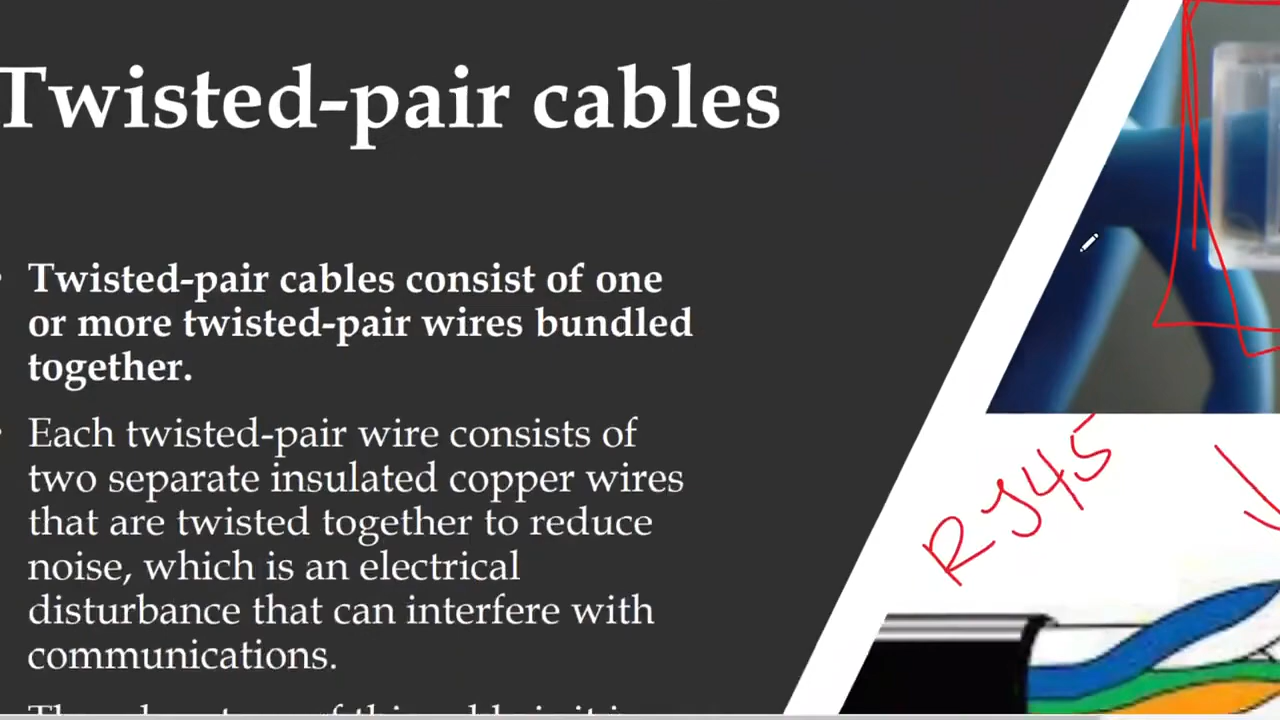 Twisted-pair cables
• Twisted-pair cables consist of one
or more twisted-pair wires bundled
together.
• Each twisted-pair wire consists of
two separate insulated copper wires
that are twisted together to reduce
noise, which is an electrical
disturbance that can interfere with
communications.
RJ45